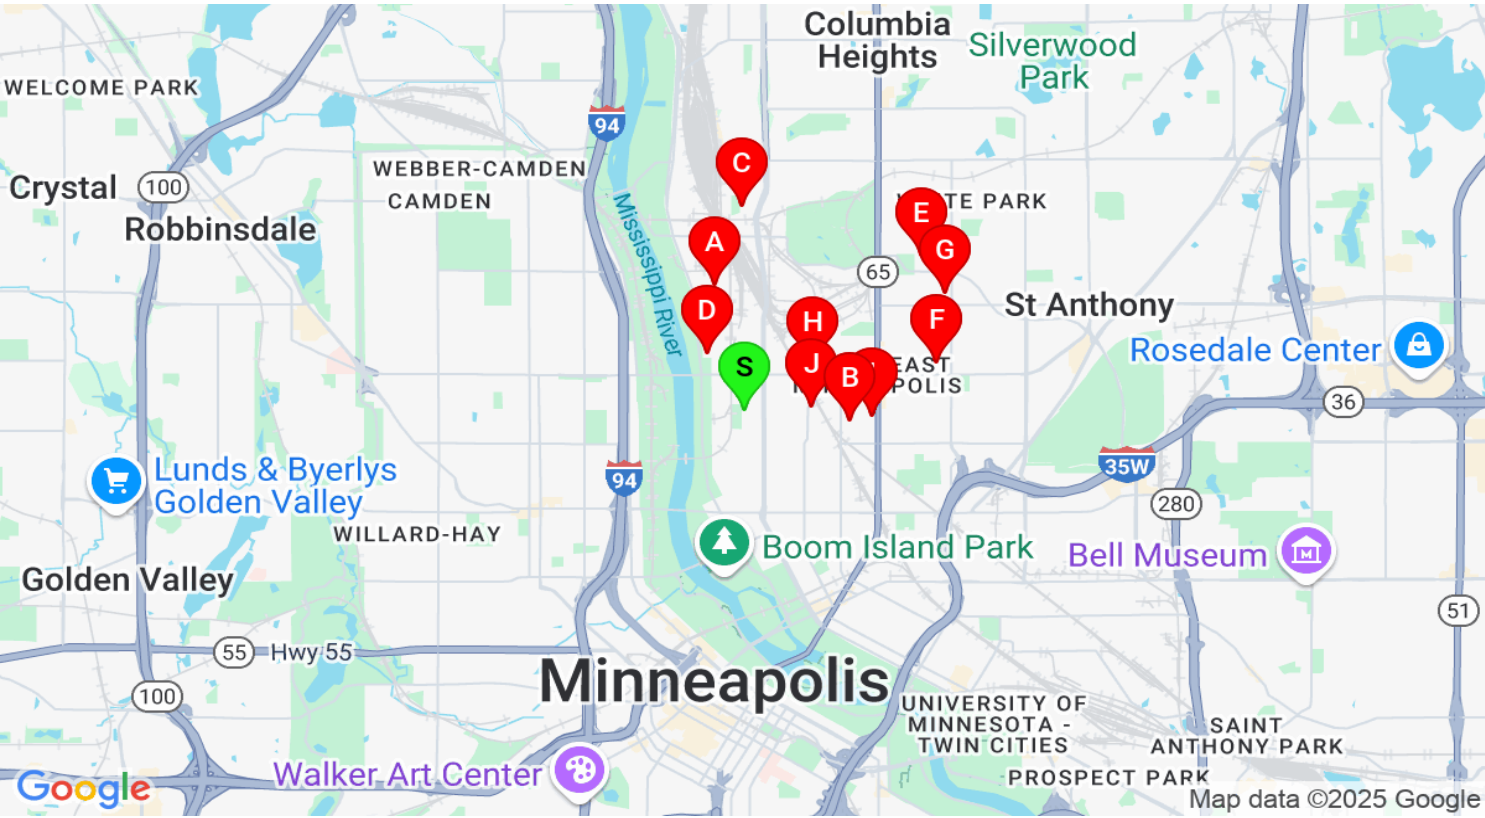 Columbia
Heights
Silverwood
Park
WELCOME PARK
94
C
WEBBER-CAMDEN
CAMDEN
Crystal
100
Robbinsdale
Mississippi River
E
PARK
A
G
65
D
H
F
St Anthony
S
J
B
EAST
POLIS
Rosedale Center
36
Lunds & Byerlys
Golden Valley
94
35W
280
WILLARD-HAY
Boom Island Park
Bell Museum
Golden Valley
51
55
Hwy 55
100
Minneapolis
UNIVERSITY OF
MINNESOTA -
TWIN CITIES
SAINT
ANTHONY PARK
Walker Art Center
PROSPECT PARK
Google
Map data ©2025 Google